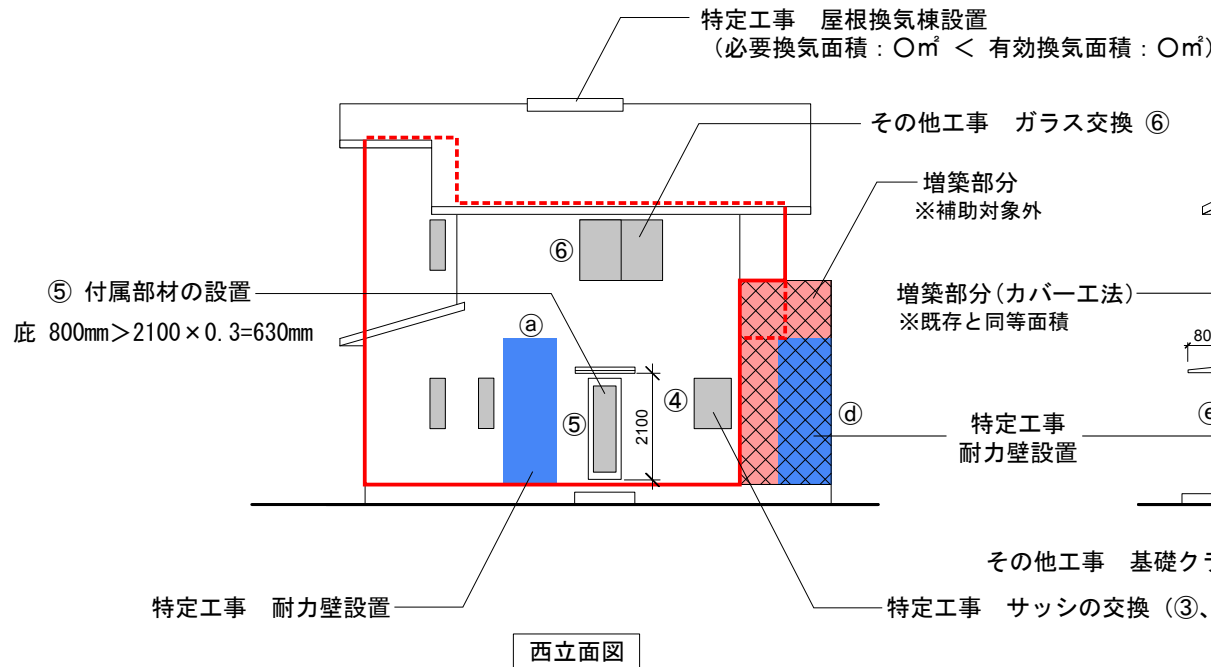 特定工事　屋根換気棟設置
（必要換気面積：〇㎡ ＜ 有効換気面積：〇㎡）
その他工事　ガラス交換 ⑥
増築部分
※補助対象外
⑥
⑤ 付属部材の設置
庇 800mm＞2100×0.3=630mm
増築部分（カバー工法）
※既存と同等面積
80
ⓐ
④
⑤
2100
ⓓ
特定工事
耐力壁設置
ⓔ
その他工事　基礎クラ
特定工事　耐力壁設置
特定工事　サッシの交換（③、
西立面図